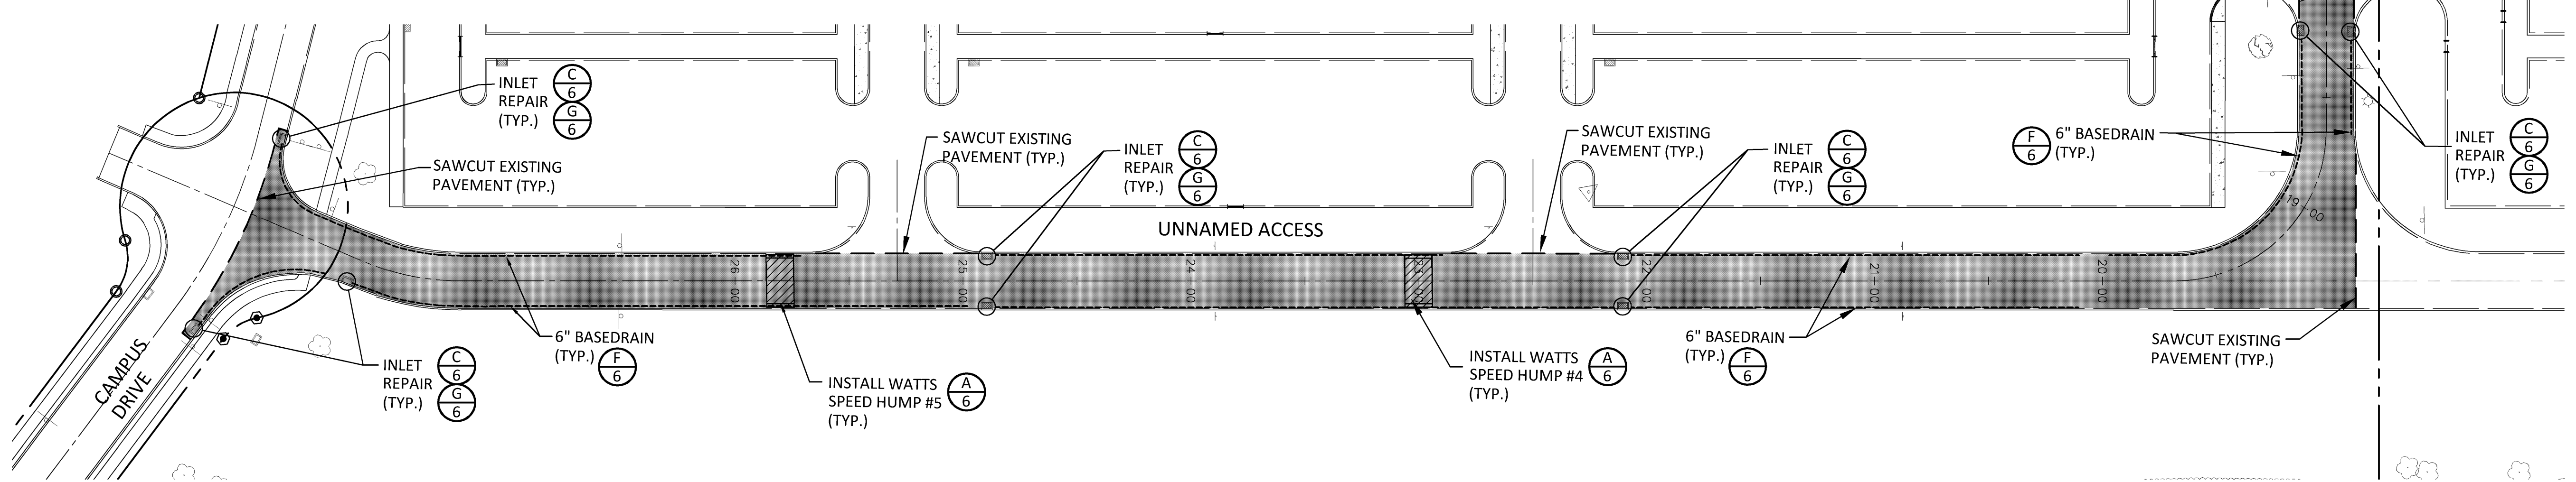 INLET
REPAIR
(TYP.)
C
6
G
6
SAWCUT EXISTING
PAVEMENT (TYP.)
SAWCUT EXISTING
PAVEMENT (TYP.)
INLET
REPAIR
(TYP.)
C
6
G
6
SAWCUT EXISTING
PAVEMENT (TYP.)
INLET
REPAIR
(TYP.)
C
6
G
6
F
6
6" BASEDRAIN
(TYP.)
INLET
REPAIR
(TYP.)
C
6
G
6
UNNAMED ACCESS
26 00
25 00
24 00
23 00
22 00
21 00
20 00
19 00
CAMPUS
DRIVE
INLET
REPAIR
(TYP.)
C
6
G
6
6" BASEDRAIN
(TYP.)
F
6
INSTALL WATTS
SPEED HUMP #5
(TYP.)
A
6
INSTALL WATTS
SPEED HUMP #4
(TYP.)
A
6
6" BASEDRAIN
(TYP.)
F
6
SAWCUT EXISTING
PAVEMENT (TYP.)